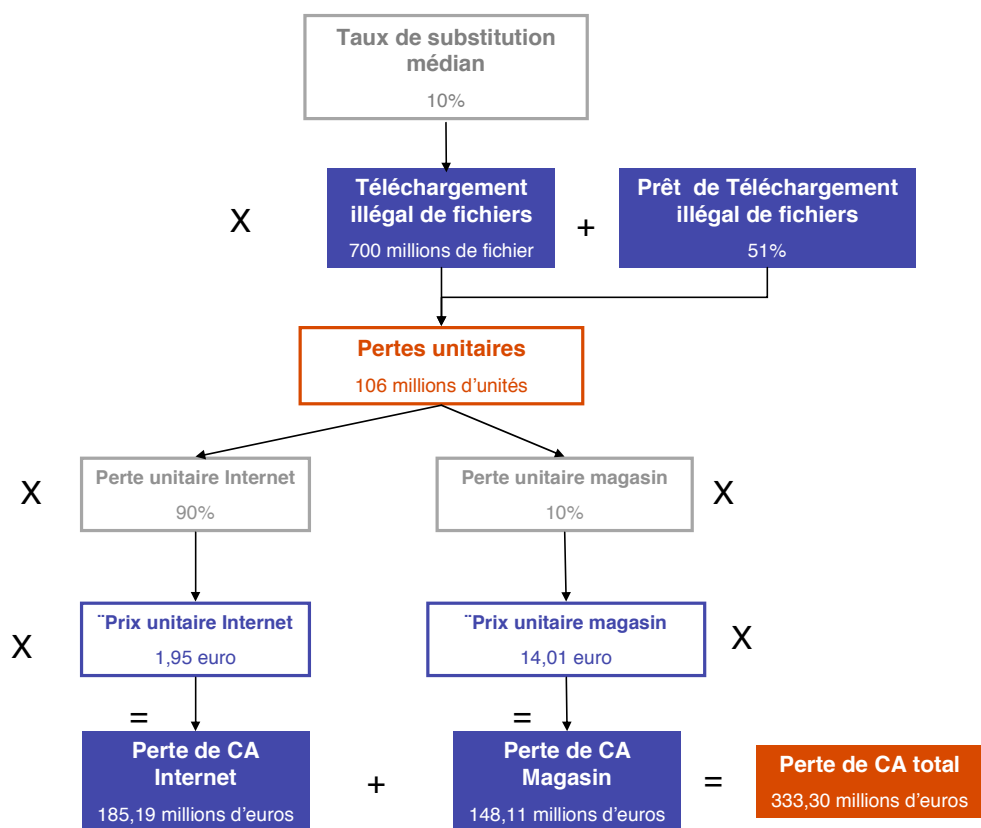 Taux de substitution
médian
10%
Téléchargement
illégal de fichiers
700 millions de fichier
Prêt de Téléchargement
illégal de fichiers
51%
X
+
Pertes unitaires
106 millions d'unités
X
Perte unitaire Internet
90%
Perte unitaire magasin
10%
X
X
¨Prix unitaire Internet
1,95 euro
¨Prix unitaire magasin
14,01 euro
X
=
=
Perte de CA
Internet
185,19 millions d'euros
+
Perte de CA
Magasin
148,11 millions d'euros
=
Perte de CA total
333,30 millions d'euros